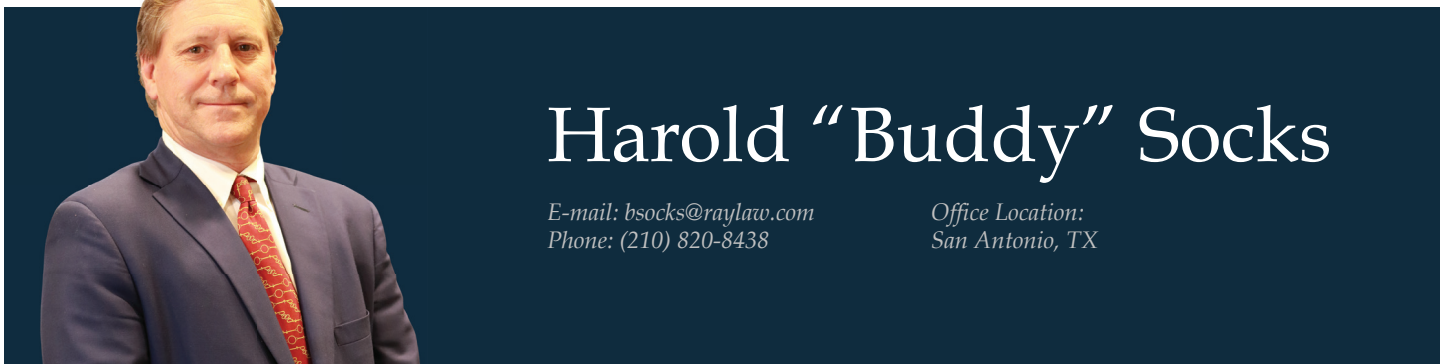 Harold “Buddy” Socks
E-mail: bsocks@raylaw.com
Phone: (210) 820-8438
Office Location:
San Antonio, TX